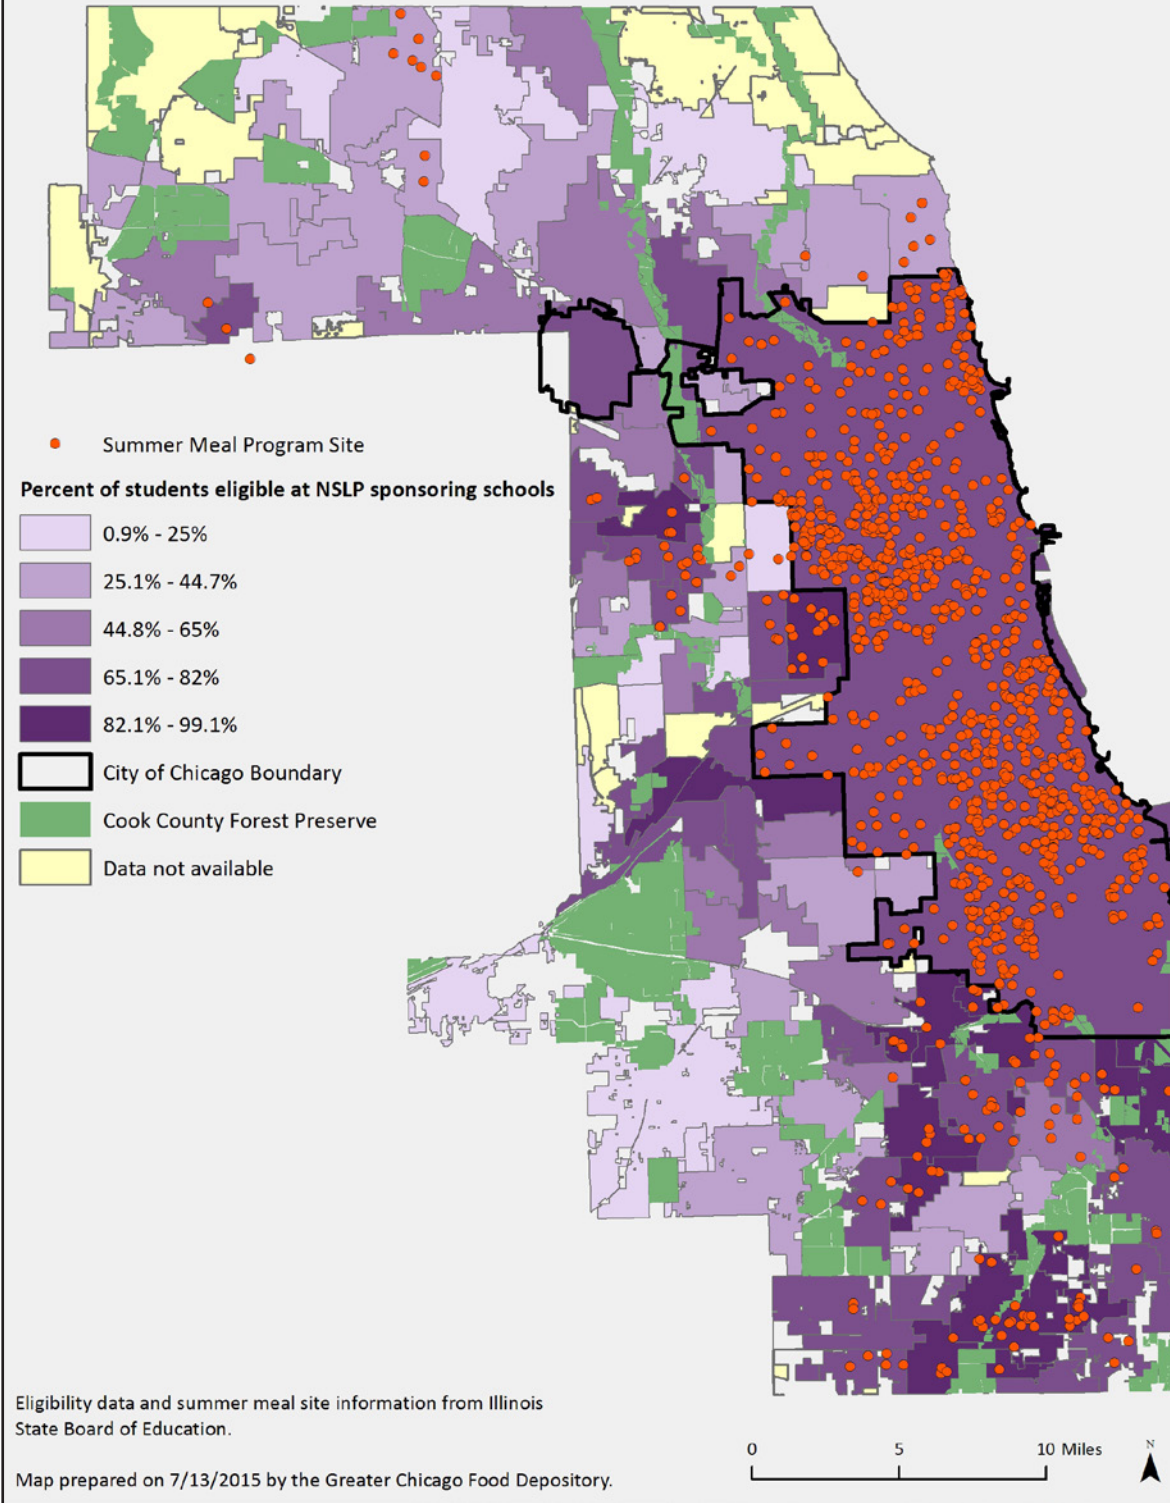 Summer Meal Program Site
Percent of students eligible at NSLP sponsoring schools
0.9% - 25%
25.1% - 44.7%
44.8% - 65%
65.1% - 82%
82.1% - 99.1%
City of Chicago Boundary
Cook County Forest Preserve
Data not available
Eligibility data and summer meal site information from Illinois
State Board of Education.
Map prepared on 7/13/2015 by the Greater Chicago Food Depository.
0 5 10 Miles
N